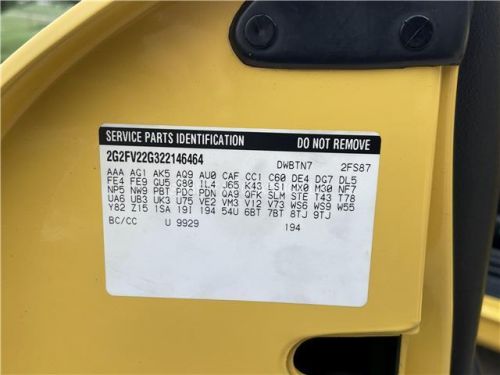 SERVICE PARTS IDENTIFICATION DO NOT REMOVE
2G2FV22G322146464 DWBTN7 2FS87
AAA AG1 AK5 AQ9 AU0 CAF CC1 C60 DE4 DG7 DL5
FE4 FE9 GU5 G80 IL4 J65 K43 LS1 MX0 M30 NF7
NP5 NW9 PBT PDC PDN QA9 QFK SLM STE T43 T78
UA6 UB3 UK3 U75 VE2 VM3 V12 V73 WS6 WS9 W55
Y82 Z15 1SA 19I 194 54U 6BT 7BT 8TJ 9TJ
BC/CC U 9929 194